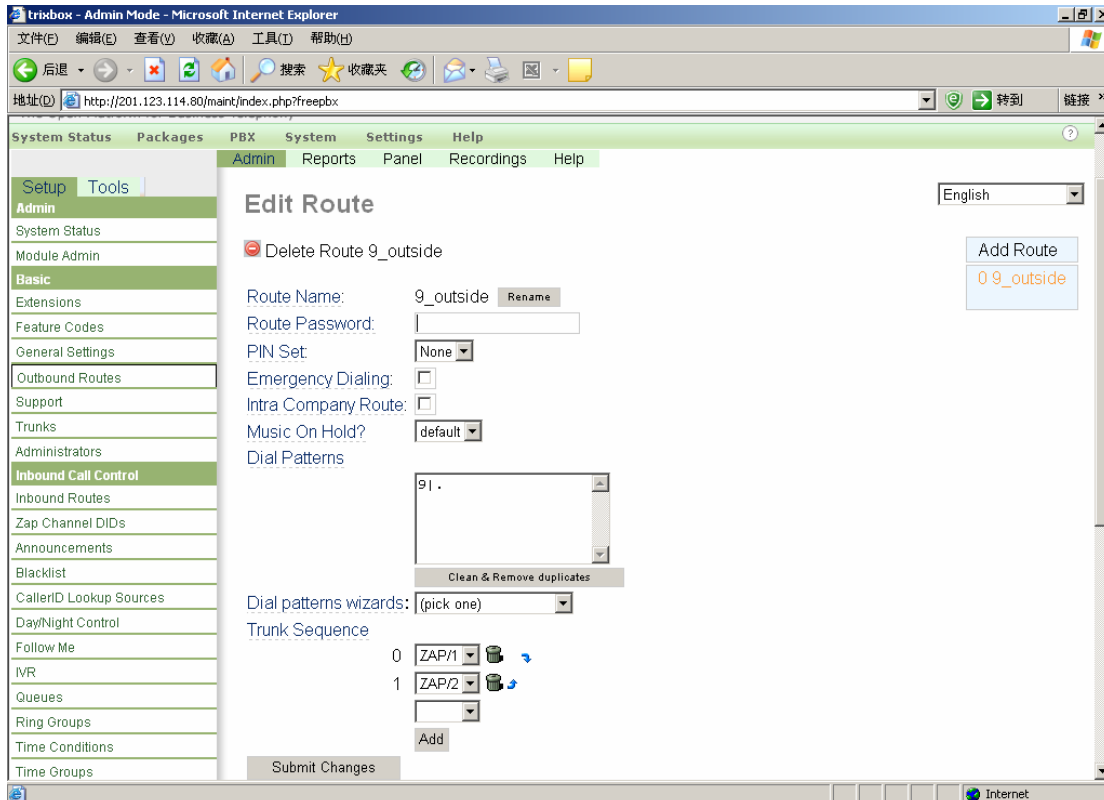 trixbox - Admin Mode - Microsoft Internet Explorer
文件(F) 编辑(E) 查看(V) 收藏(A) 工具(T) 帮助(H)
后退 搜索 收藏夹
地址(D) http://201.123.114.80/maint/index.php?freepbx 转到 链接 »
System Status Packages PBX System Settings Help ?
Admin Reports Panel Recordings Help
Setup Tools
English
Admin
System Status
Module Admin
Basic
Extensions
Feature Codes
General Settings
Outbound Routes
Support
Trunks
Administrators
Inbound Call Control
Inbound Routes
Zap Channel DIDs
Announcements
Blacklist
CallerID Lookup Sources
Day/Night Control
Follow Me
IVR
Queues
Ring Groups
Time Conditions
Time Groups
Edit Route
Delete Route 9_outside
Route Name: 9_outside Rename
Route Password:
PIN Set: None
Emergency Dialing:
Intra Company Route:
Music On Hold? default
Dial Patterns
9|.
Clean & Remove duplicates
Dial patterns wizards: (pick one)
Trunk Sequence
0 ZAP/1
1 ZAP/2
Add
Submit Changes
Add Route
0 9_outside
Internet